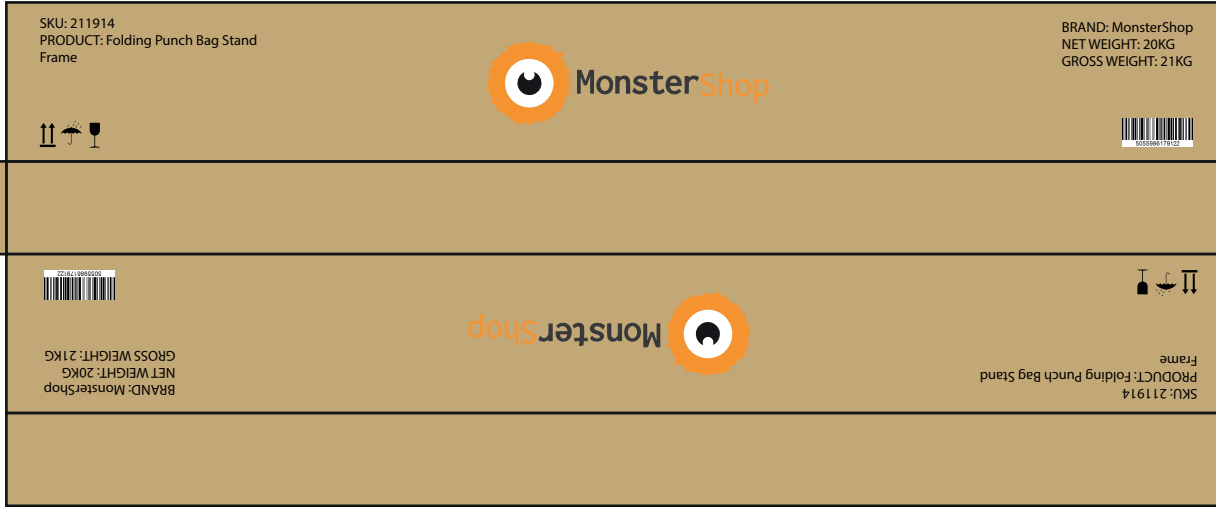 SKU: 211914
PRODUCT: Folding Punch Bag Stand
Frame
MonsterShop
BRAND: MonsterShop
NET WEIGHT: 20KG
GROSS WEIGHT: 21KG
5055986179122
SKU: 211914
PRODUCT: Folding Punch Bag Stand
Frame
MonsterShop
BRAND: MonsterShop
NET WEIGHT: 20KG
GROSS WEIGHT: 21KG
5055986179122